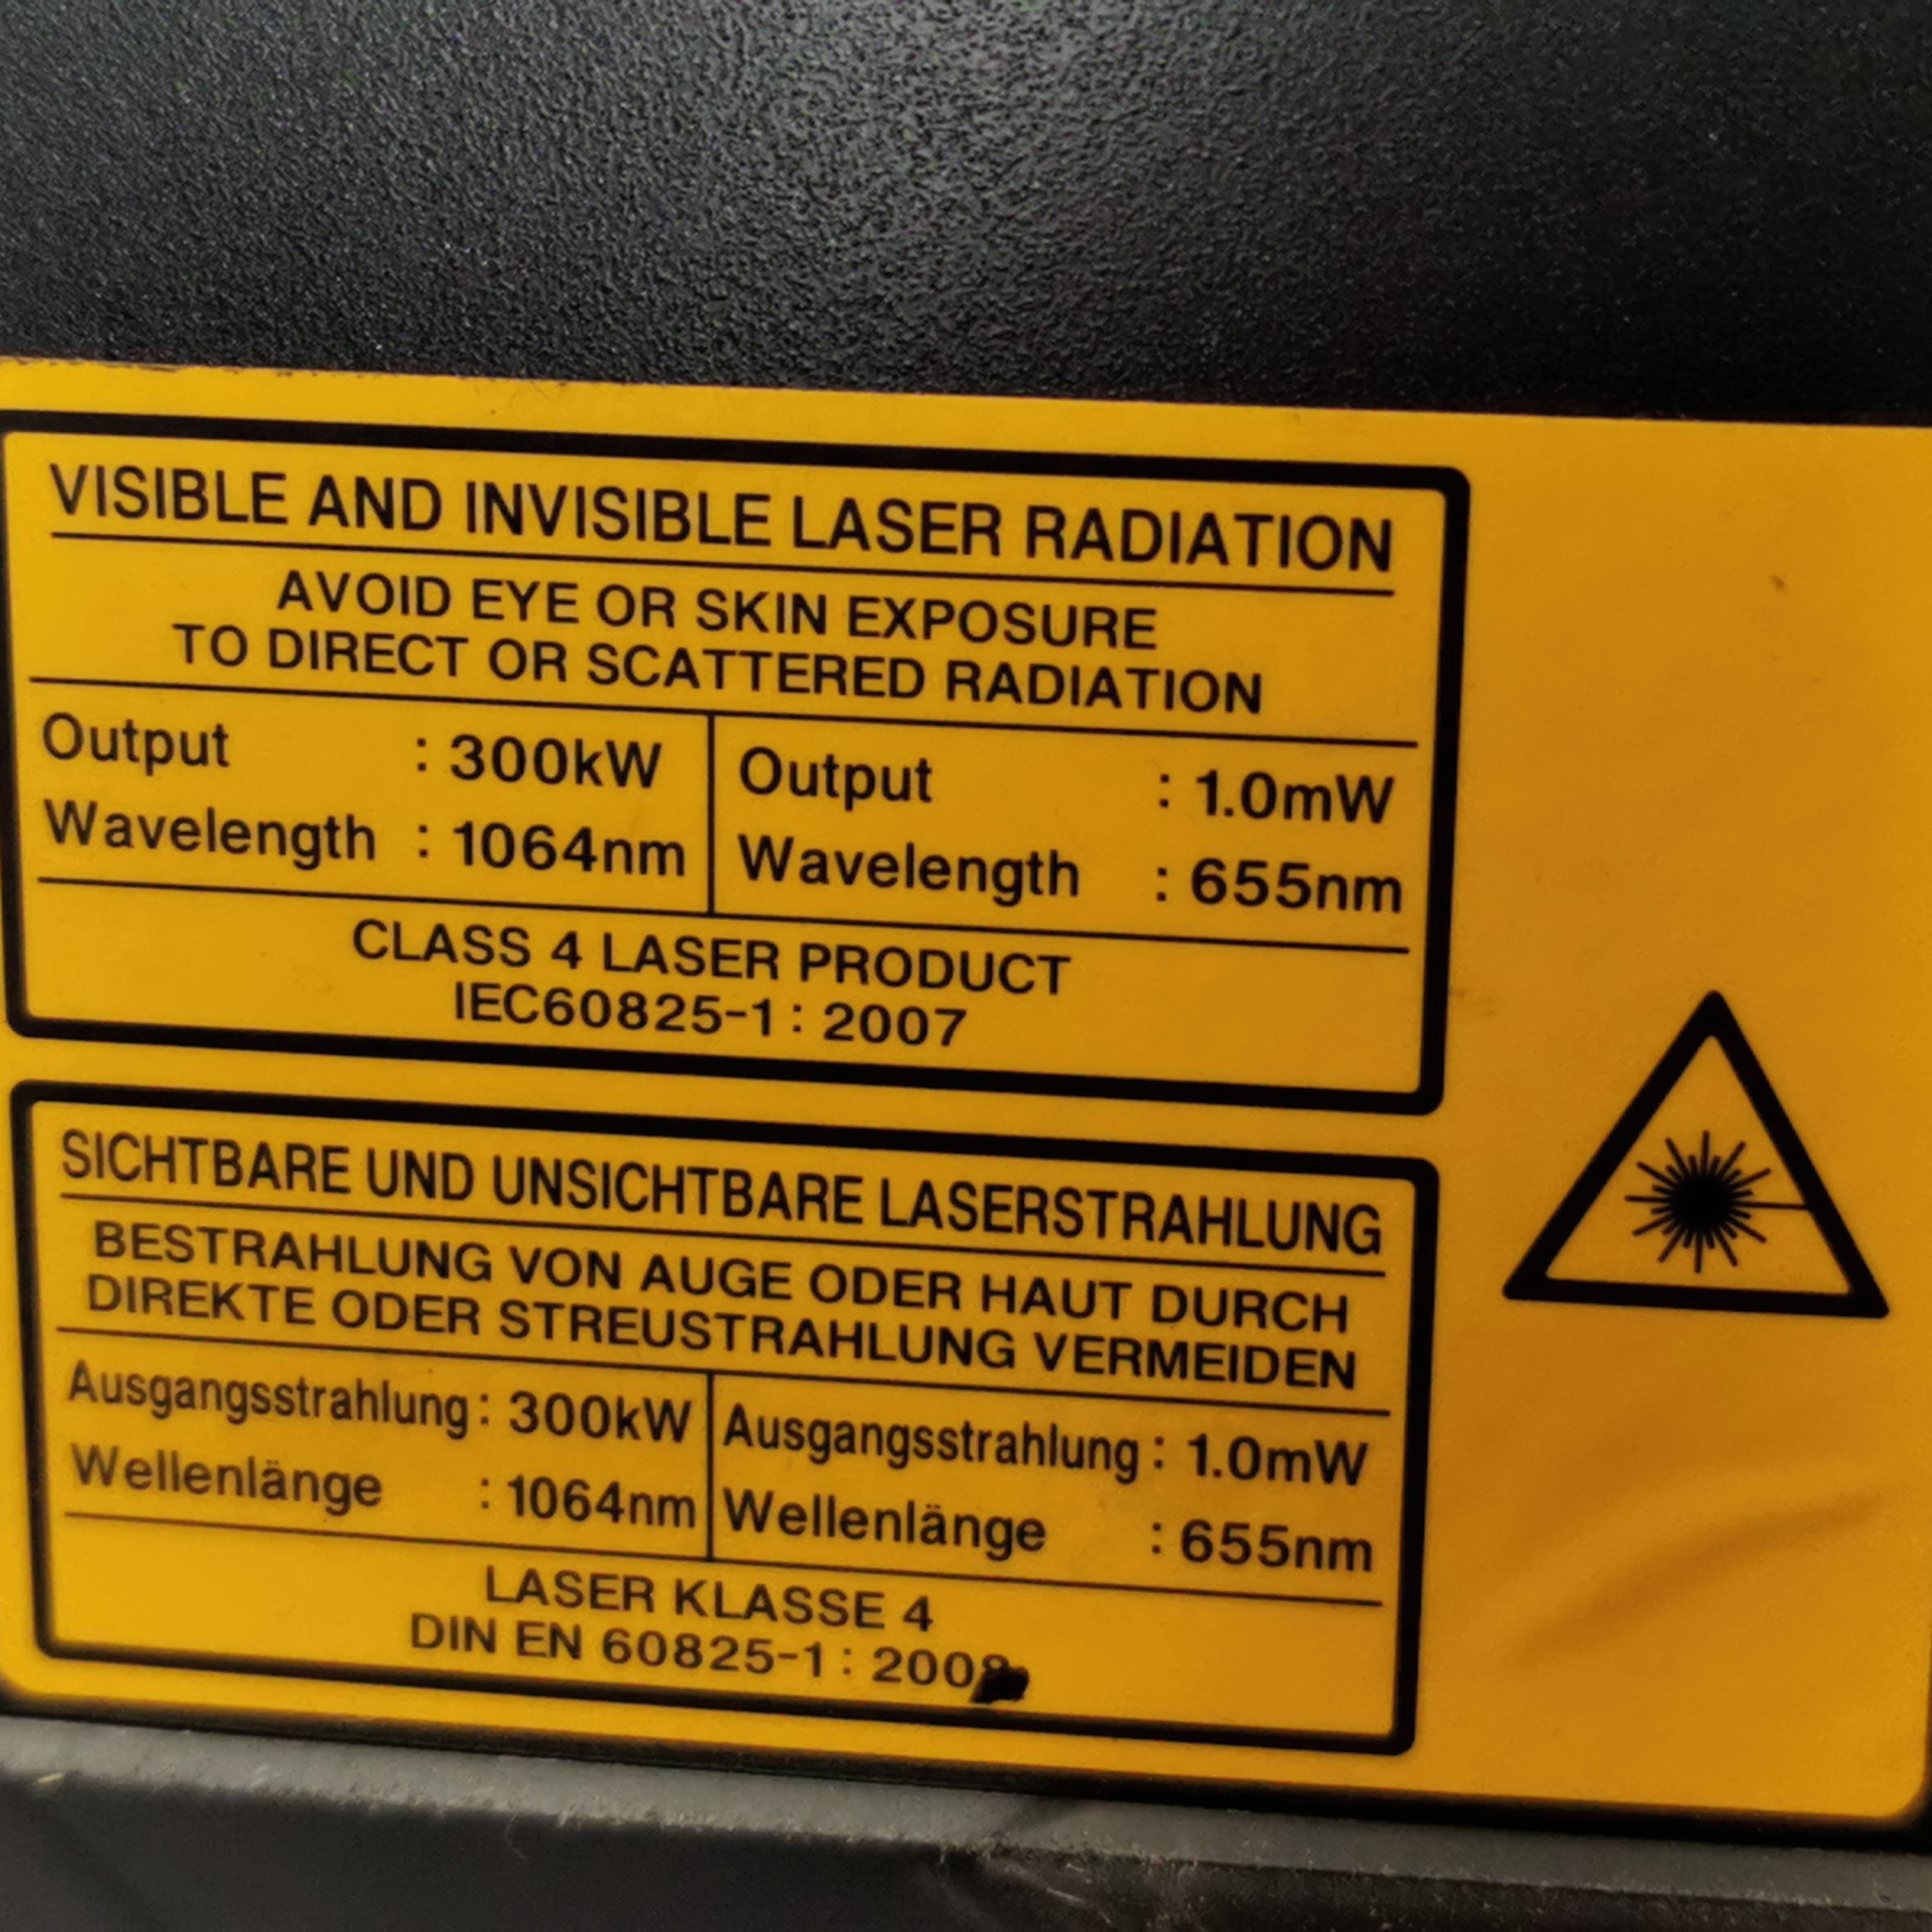 VISIBLE AND INVISIBLE LASER RADIATION
AVOID EYE OR SKIN EXPOSURE
TO DIRECT OR SCATTERED RADIATION
Output : 300kW Output : 1.0mW
Wavelength : 1064nm Wavelength : 655nm
CLASS 4 LASER PRODUCT
IEC60825-1 : 2007
SICHTBARE UND UNSICHTBARE LASERSTRAHLUNG
BESTRAHLUNG VON AUGE ODER HAUT DURCH
DIREKTE ODER STREUSTRAHLUNG VERMEIDEN
Ausgangsstrahlung : 300kW Ausgangsstrahlung : 1.0mW
Wellenlänge : 1064nm Wellenlänge : 655nm
LASER KLASSE 4
DIN EN 60825-1 :